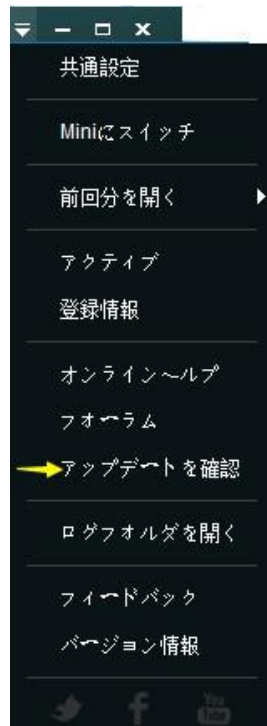 共通設定
Miniにスイッチ
前回分を開く
アクティブ
登録情報
オンラインヘルプ
フォーラム
アップデートを確認
ログフォルダを開く
フィードバック
バージョン情報
You
Tube